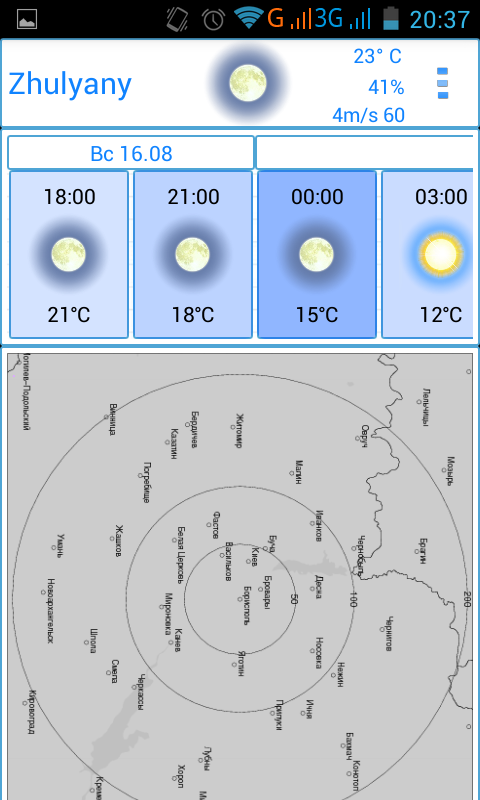 G 3G 20:37
Zhulyany
23° C
41%
4m/s 60
Вс 16.08
18:00 21:00 00:00 03:00
21°C 18°C 15°C 12°C
Могилев-Подольский
Винница
Бердичев
Казатин
Житомир
Лельчицы
Овруч
Мозырь
Погребище
Малин
Фастов
Иванков
Умань
Жашков
Белая Церковь
Васильков
Киев
Буча
Чернобыль
Брагин
Новоархангельск
Бровары
Борисполь
Десна
50
100
200
Мироновка
Канев
Чернигов
Шпола
Смела
Яготин
Носовка
Нежин
Кировоград
Черкассы
Прилуки
Ичня
Бахмач
Конотоп
Лубны
Хорол